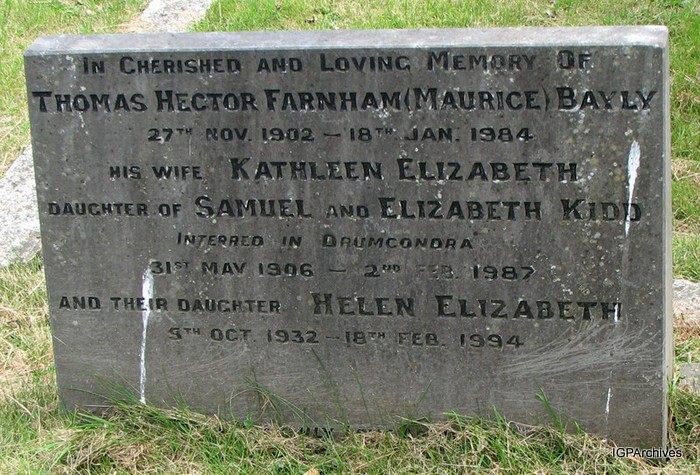 IN CHERISHED AND LOVING MEMORY OF
THOMAS HECTOR FARNHAM (MAURICE) BAYLY
27TH NOV. 1902 – 18TH JAN. 1984
HIS WIFE KATHLEEN ELIZABETH
DAUGHTER OF SAMUEL AND ELIZABETH KIDD
INTERRED IN DRUMCONDRA
31ST MAY 1906 – 2ND FEB. 1987
AND THEIR DAUGHTER HELEN ELIZABETH
5TH OCT. 1932 – 18TH FEB. 1994
IGPArchives